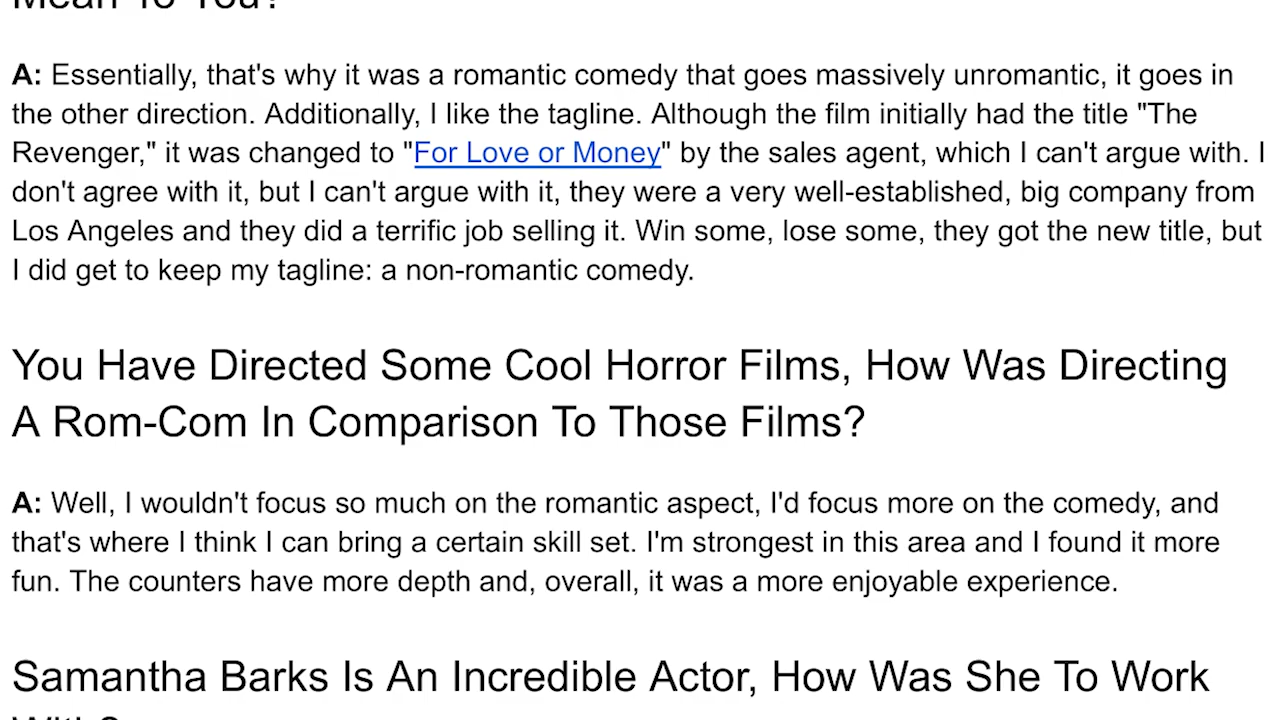 Mean To You?
A: Essentially, that's why it was a romantic comedy that goes massively unromantic, it goes in
the other direction. Additionally, I like the tagline. Although the film initially had the title "The
Revenger," it was changed to "For Love or Money" by the sales agent, which I can't argue with. I
don't agree with it, but I can't argue with it, they were a very well-established, big company from
Los Angeles and they did a terrific job selling it. Win some, lose some, they got the new title, but
I did get to keep my tagline: a non-romantic comedy.
You Have Directed Some Cool Horror Films, How Was Directing
A Rom-Com In Comparison To Those Films?
A: Well, I wouldn't focus so much on the romantic aspect, I'd focus more on the comedy, and
that's where I think I can bring a certain skill set. I'm strongest in this area and I found it more
fun. The counters have more depth and, overall, it was a more enjoyable experience.
Samantha Barks Is An Incredible Actor, How Was She To Work
With?